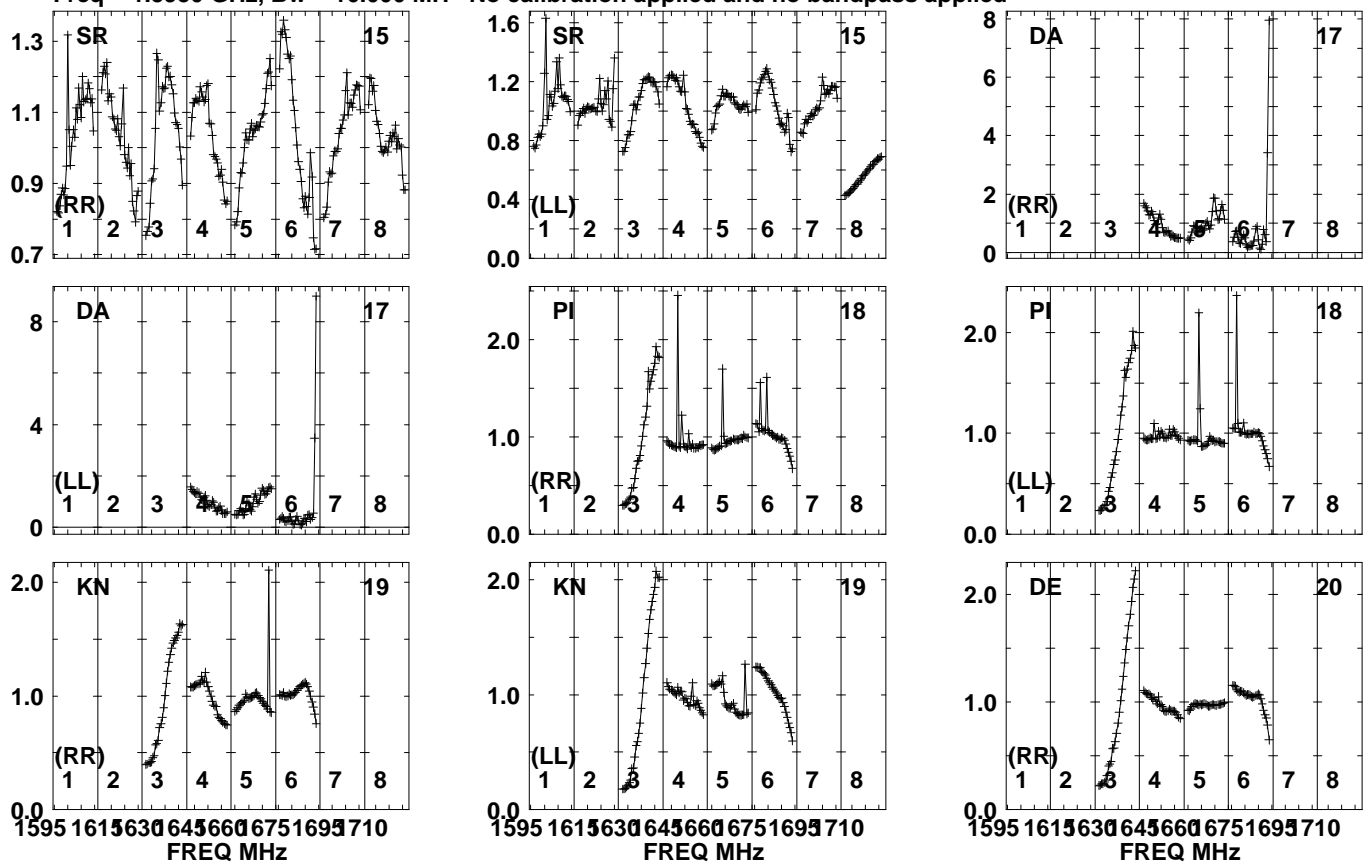 No calibration applied and no bandpass applied
SR 15
1.3
1.1
0.9
0.7
(RR)
1 2 3 4 5 6 7 8
SR 15
1.6
1.2
0.8
0.4
0.0
(LL)
1 2 3 4 5 6 7 8
DA 17
8
6
4
2
0
(RR)
1 2 3 4 5 6 7 8
DA 17
8
4
0
(LL)
1 2 3 4 5 6 7 8
PI 18
2.0
1.0
0.0
(RR)
1 2 3 4 5 6 7 8
PI 18
2.0
1.0
0.0
(LL)
1 2 3 4 5 6 7 8
KN 19
2.0
1.0
0.0
(RR)
1 2 3 4 5 6 7 8
1595 1615 1630 1645 1660 1675 1695 1710
FREQ MHz
KN 19
2.0
1.0
0.0
(LL)
1 2 3 4 5 6 7 8
1595 1615 1630 1645 1660 1675 1695 1710
FREQ MHz
DE 20
2.0
1.0
0.0
(RR)
1 2 3 4 5 6 7 8
1595 1615 1630 1645 1660 1675 1695 1710
FREQ MHz